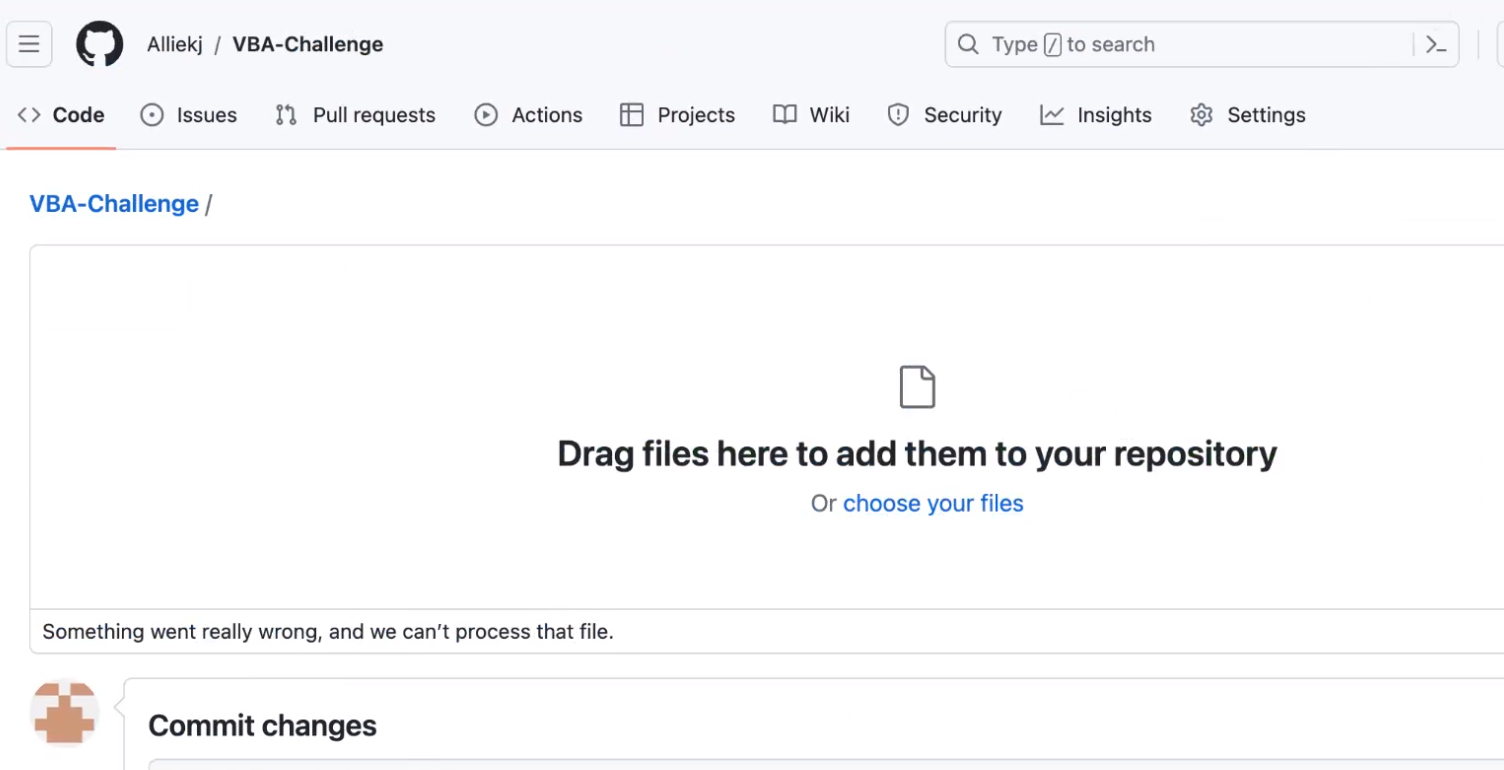 Alliekj / VBA-Challenge
Type / to search
Code Issues Pull requests Actions Projects Wiki Security Insights Settings
VBA-Challenge /
Drag files here to add them to your repository
Or choose your files
Something went really wrong, and we can’t process that file.
Commit changes